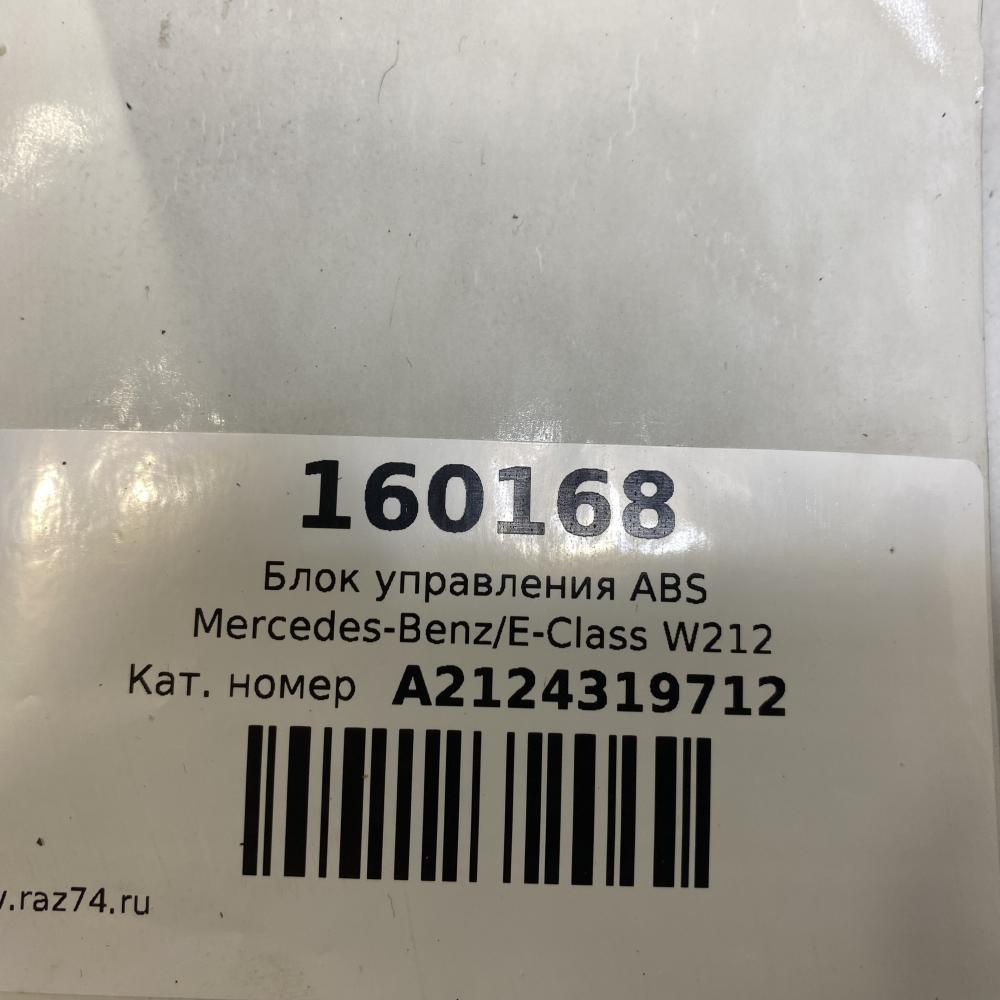 160168
Блок управления ABS
Mercedes-Benz/E-Class W212
Кат. номер A2124319712
.raz74.ru